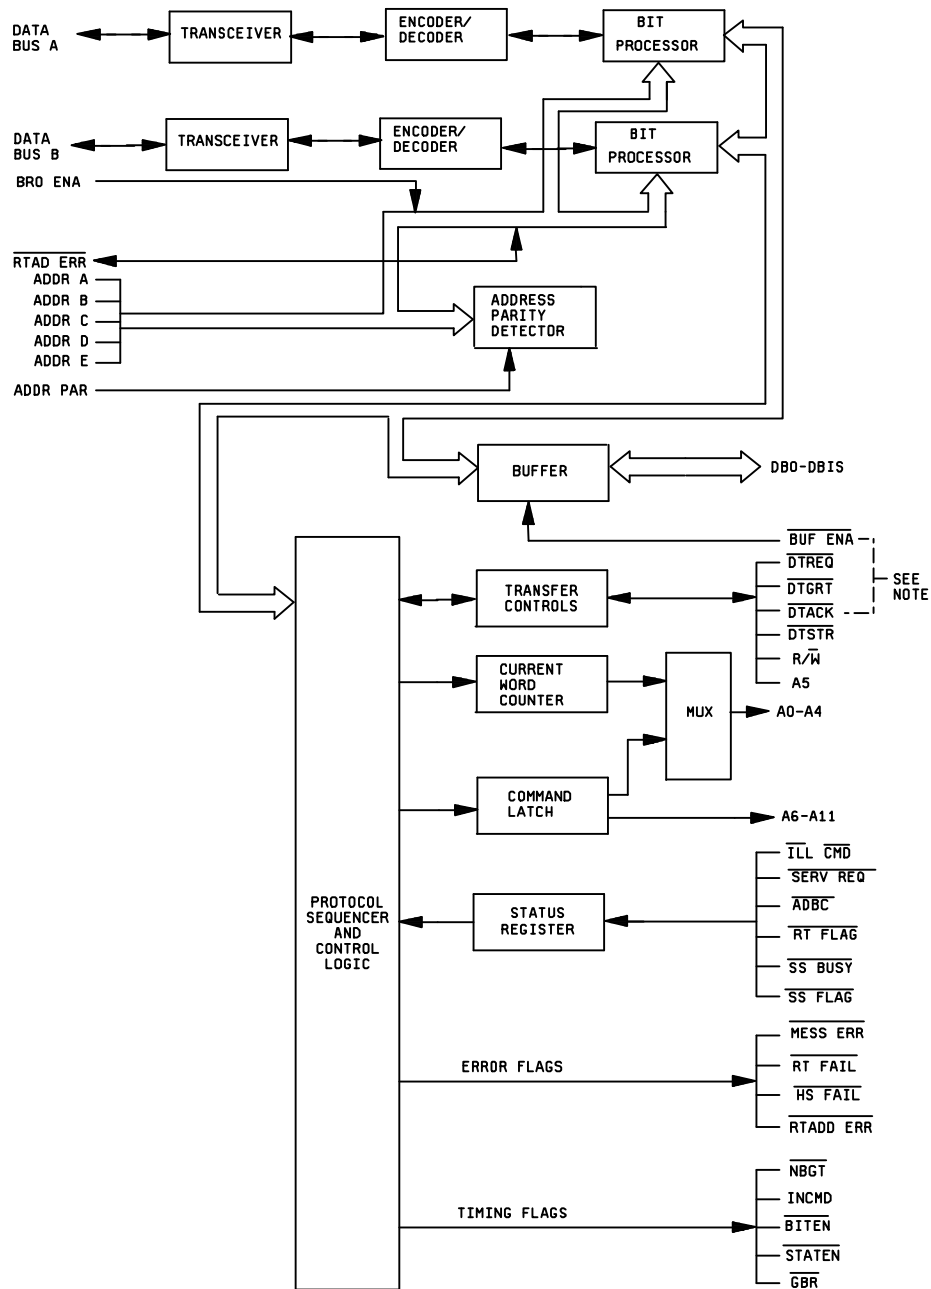 DATA
BUS A
TRANSCEIVER
ENCODER/
DECODER
BIT
PROCESSOR
DATA
BUS B
TRANSCEIVER
ENCODER/
DECODER
BIT
PROCESSOR
BRO ENA
RTAD ERR
ADDR A
ADDR B
ADDR C
ADDR D
ADDR E
ADDR PAR
ADDRESS
PARITY
DETECTOR
BUFFER
DBO-DBIS
BUF ENA
DTREQ
DTGRT
DTACK
DTSTR
R/W
A5
SEE
NOTE
TRANSFER
CONTROLS
CURRENT
WORD
COUNTER
MUX
A0-A4
COMMAND
LATCH
A6-A11
PROTOCOL
SEQUENCER
AND
CONTROL
LOGIC
STATUS
REGISTER
ILL CMD
SERV REQ
ADBC
RT FLAG
SS BUSY
SS FLAG
ERROR FLAGS
MESS ERR
RT FAIL
HS FAIL
RTADD ERR
TIMING FLAGS
NBGT
INCMD
BITEN
STATEN
GBR